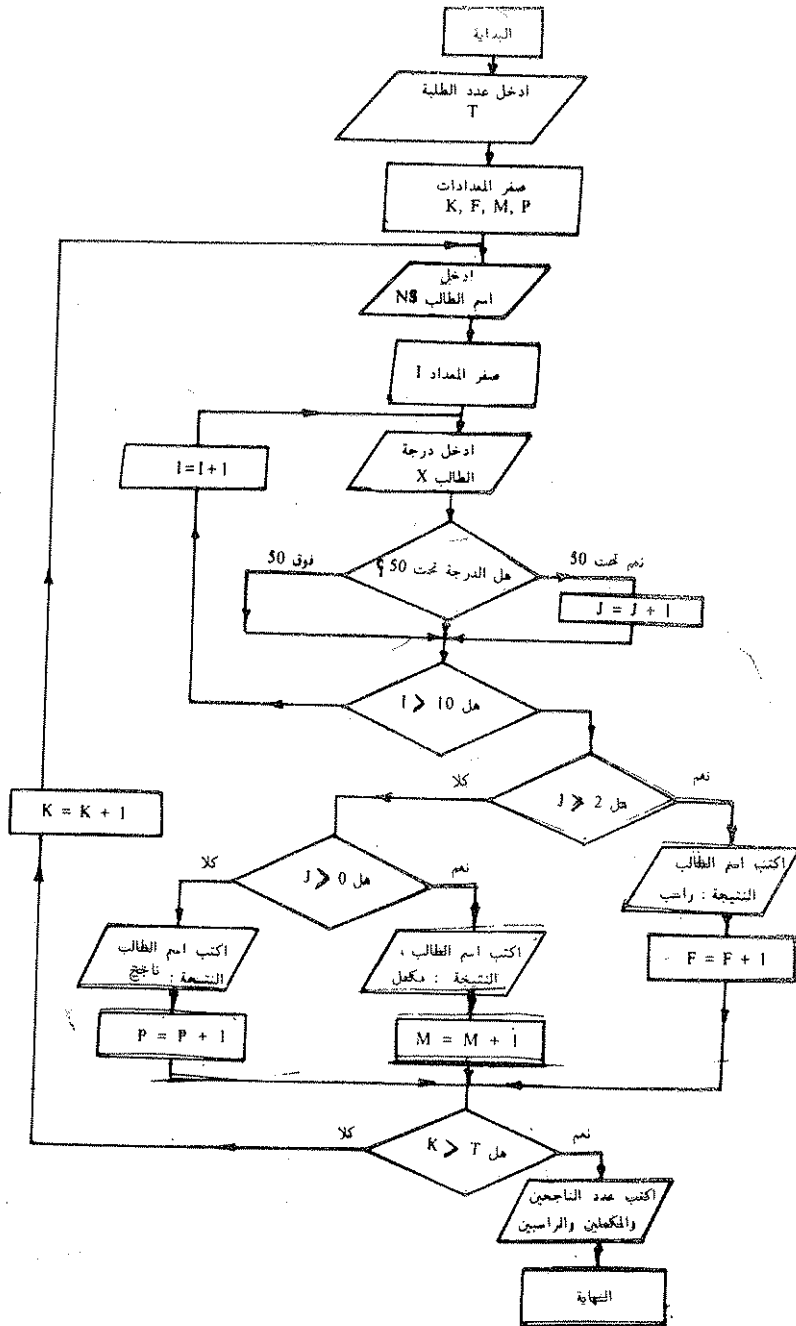 البداية
ادخل عدد الطلبة
T
صفر المعدادات
K, F, M, P
ادخل
اسم الطالب N$
صفر المعداد I
I=I+1
ادخل درجة
الطالب X
فوق 50
هل الدرجة تحت 50 ؟
نعم تحت 50
J = J + 1
هل I > 10
كلا
هل J ⩾ 2
نعم
K = K + 1
كلا
هل J ⩾ 0
نعم
اكتب اسم الطالب
النتيجة : راسب
اكتب اسم الطالب
النتيجة : ناجح
اكتب اسم الطالب ،
النتيجة : مكمل
F = F + 1
P = P + 1
M = M + 1
كلا
هل K > T
نعم
اكتب عدد الناجحين
والمكملين والراسبين
النهاية